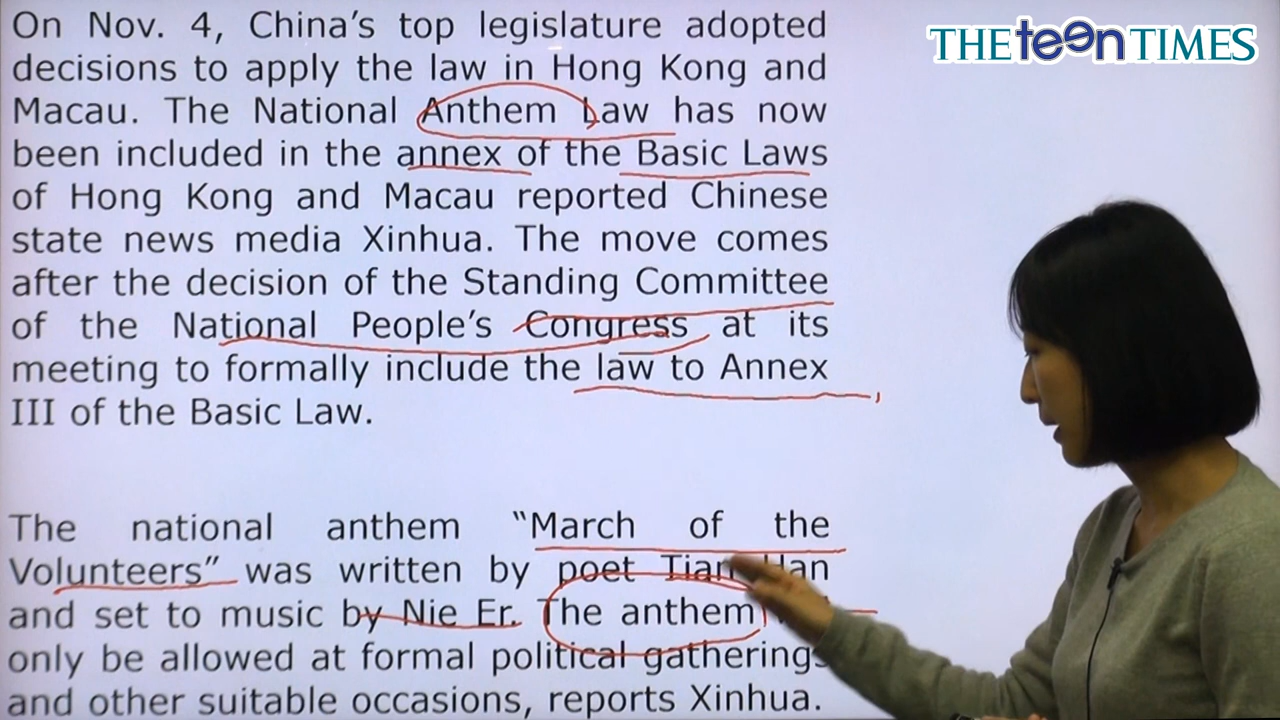 THE teen TIMES
On Nov. 4, China's top legislature adopted
decisions to apply the law in Hong Kong and
Macau. The National Anthem Law has now
been included in the annex of the Basic Laws
of Hong Kong and Macau reported Chinese
state news media Xinhua. The move comes
after the decision of the Standing Committee
of the National People's Congress at its
meeting to formally include the law to Annex
III of the Basic Law.
The national anthem "March of the
Volunteers" was written by poet Tian Han
and set to music by Nie Er. The anthem
only be allowed at formal political gatherings
and other suitable occasions, reports Xinhua.